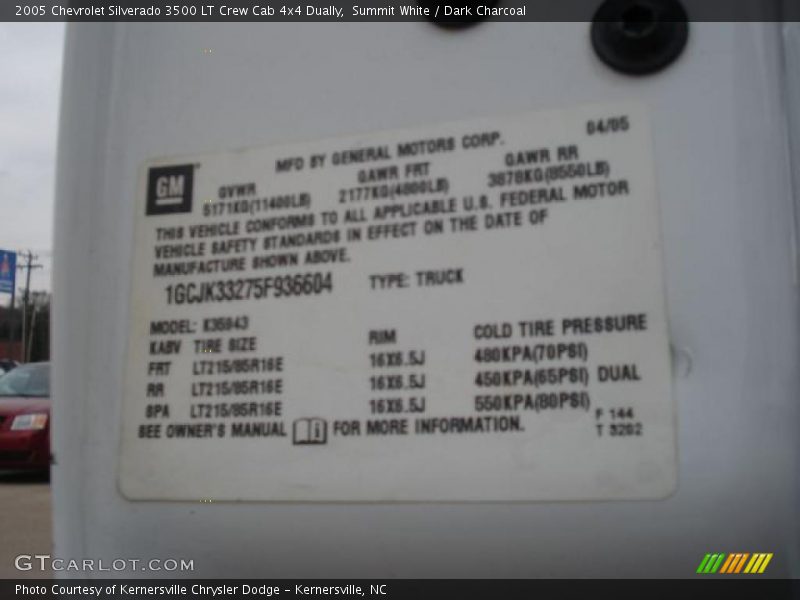 2005 Chevrolet Silverado 3500 LT Crew Cab 4x4 Dually,  Summit White / Dark Charcoal
04/05
MFD BY GENERAL MOTORS CORP.
GM
GVWR GAWR FRT GAWR RR
5171KG(11400LB) 2177KG(4800LB) 3878KG(8550LB)
THIS VEHICLE CONFORMS TO ALL APPLICABLE U.S. FEDERAL MOTOR
VEHICLE SAFETY STANDARDS IN EFFECT ON THE DATE OF
MANUFACTURE SHOWN ABOVE.
1GCJK33275F936604 TYPE: TRUCK
MODEL: K35943
KABV TIRE SIZE RIM COLD TIRE PRESSURE
FRT LT215/85R16E 16X6.5J 480KPA(70PSI)
RR LT215/85R16E 16X6.5J 450KPA(65PSI) DUAL
SPA LT215/85R16E 16X6.5J 550KPA(80PSI)
SEE OWNER'S MANUAL i FOR MORE INFORMATION.
F 144
T 3202
GTCARLOT.COM
Photo Courtesy of Kernersville Chrysler Dodge - Kernersville, NC